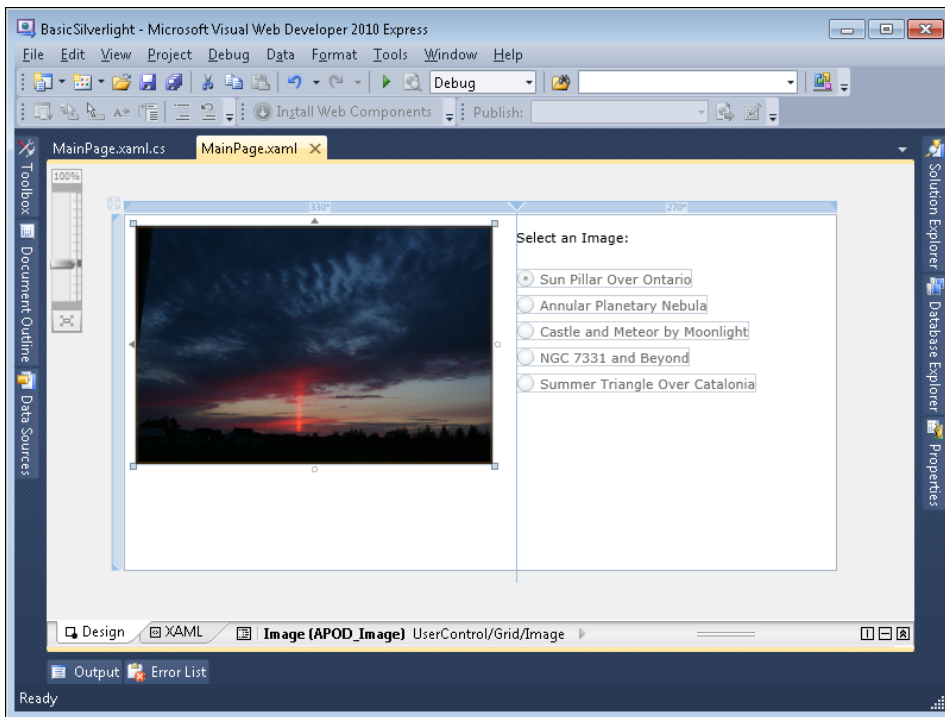 BasicSilverlight - Microsoft Visual Web Developer 2010 Express
File Edit View Project Debug Data Format Tools Window Help
Debug
Install Web Components Publish:
MainPage.xaml.cs MainPage.xaml
Toolbox
Document Outline
Data Sources
100%
330*
270*
Select an Image:
Sun Pillar Over Ontario
Annular Planetary Nebula
Castle and Meteor by Moonlight
NGC 7331 and Beyond
Summer Triangle Over Catalonia
Solution Explorer
Database Explorer
Properties
Design XAML Image (APOD_Image) UserControl/Grid/Image
Output Error List
Ready